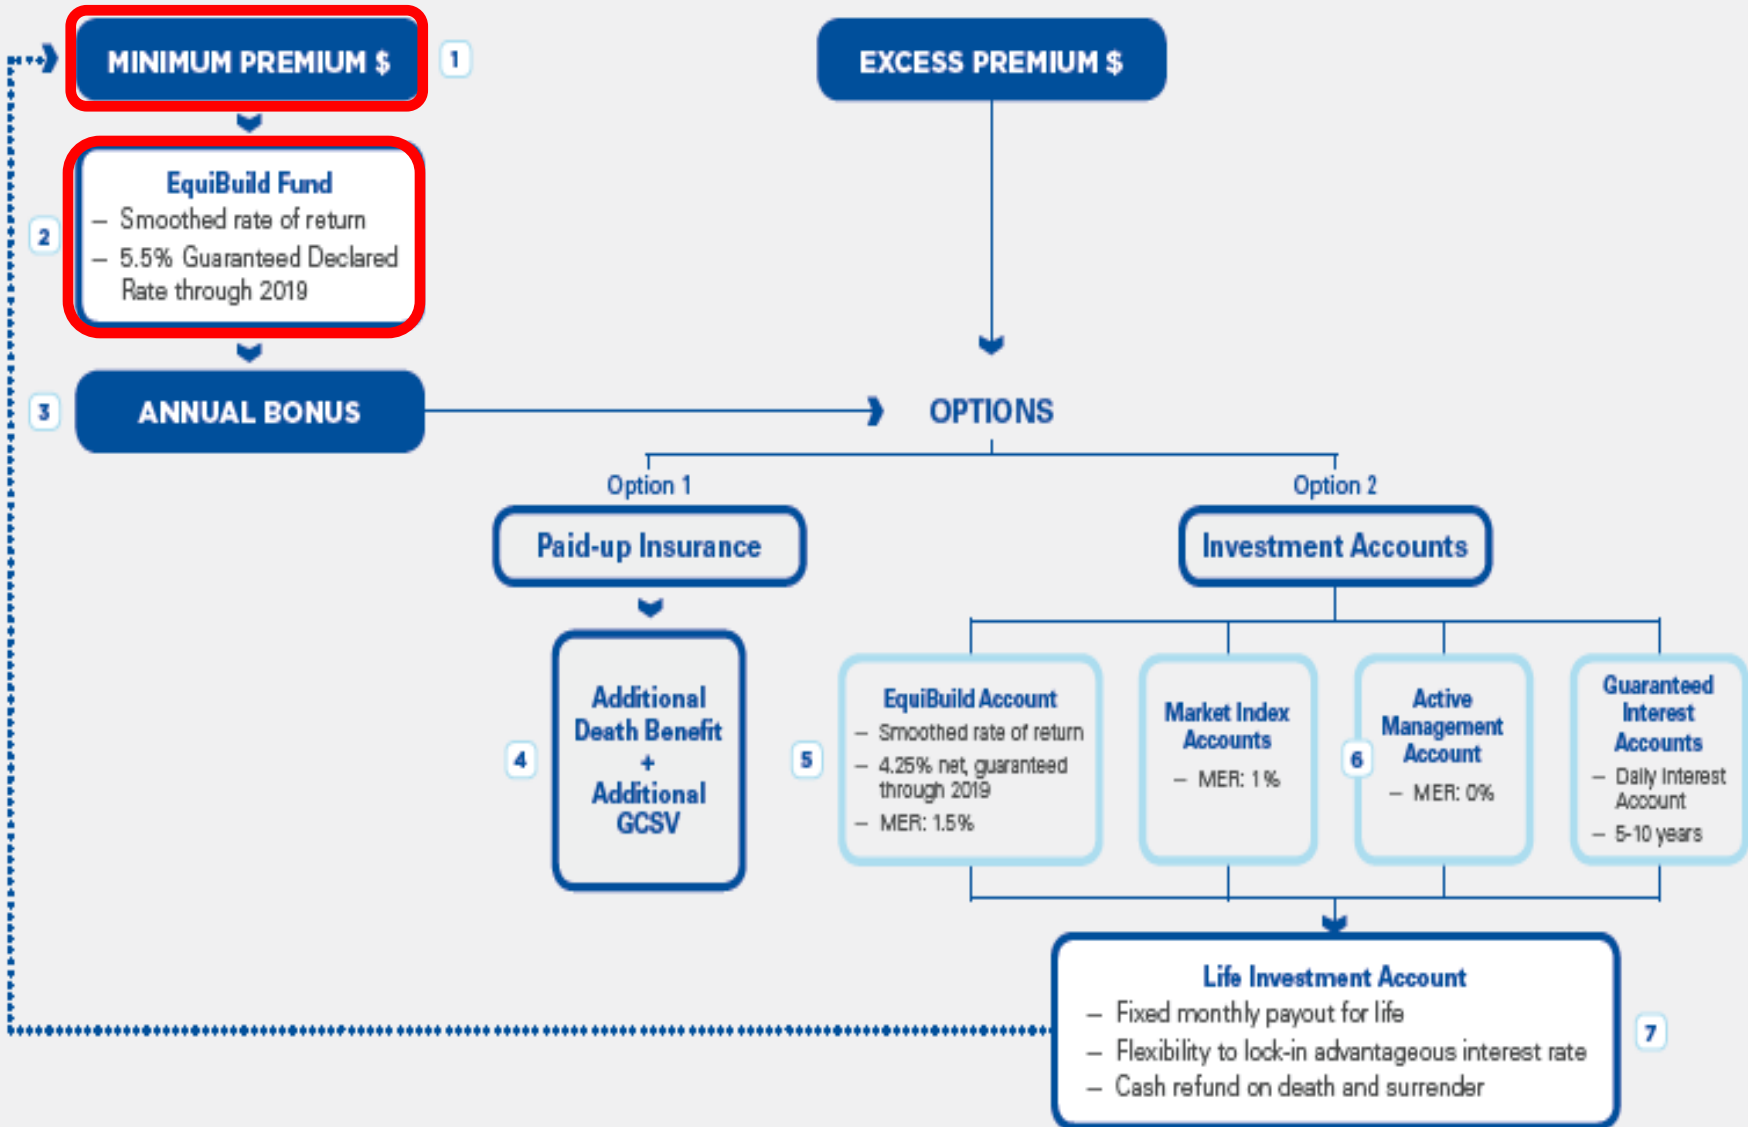 MINIMUM PREMIUM $
1
EXCESS PREMIUM $
EquiBuild Fund
– Smoothed rate of return
– 5.5% Guaranteed Declared
Rate through 2019
2
3
ANNUAL BONUS
OPTIONS
Option 1
Option 2
Paid-up Insurance
Investment Accounts
4
Additional
Death Benefit
+
Additional
GCSV
5
EquiBuild Account
– Smoothed rate of return
– 4.25% net, guaranteed
through 2019
– MER: 1.5%
Market Index
Accounts
– MER: 1%
6
Active
Management
Account
– MER: 0%
Guaranteed
Interest
Accounts
– Daily Interest
Account
– 5-10 years
Life Investment Account
– Fixed monthly payout for life
– Flexibility to lock-in advantageous interest rate
– Cash refund on death and surrender
7